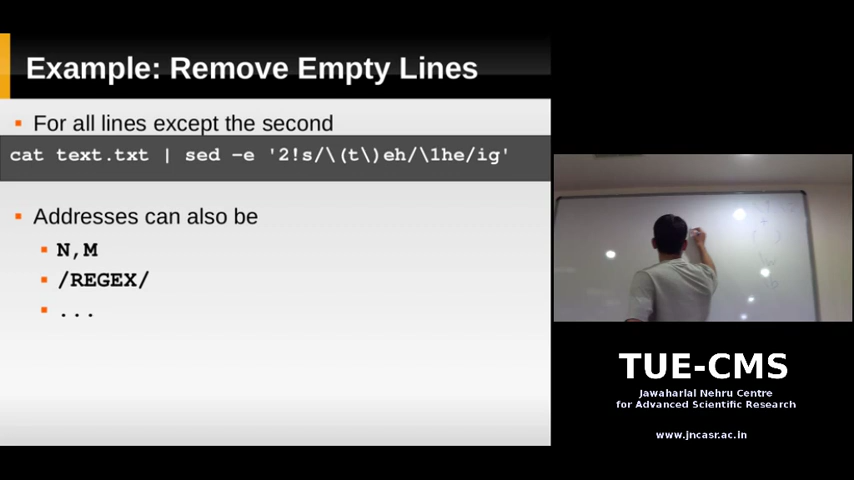 Example: Remove Empty Lines
▪ For all lines except the second
cat text.txt | sed –e '2!s/\(t\)eh/\1he/ig'
▪ Addresses can also be
▪ N,M
▪ /REGEX/
▪ ...
TUE-CMS
Jawaharlal Nehru Centre
for Advanced Scientific Research
www.jncasr.ac.in